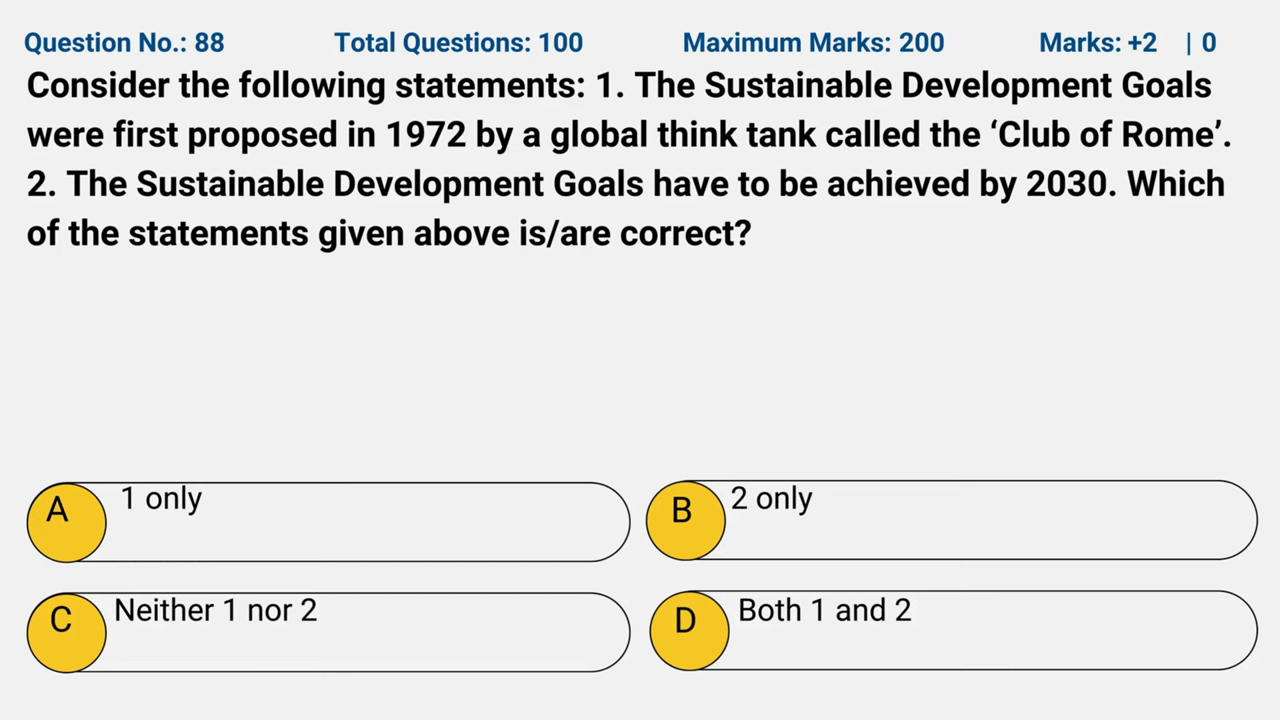 Question No.: 88 Total Questions: 100 Maximum Marks: 200 Marks: +2 | 0
Consider the following statements: 1. The Sustainable Development Goals
were first proposed in 1972 by a global think tank called the ‘Club of Rome’.
2. The Sustainable Development Goals have to be achieved by 2030. Which
of the statements given above is/are correct?
A 1 only
B 2 only
C Neither 1 nor 2
D Both 1 and 2